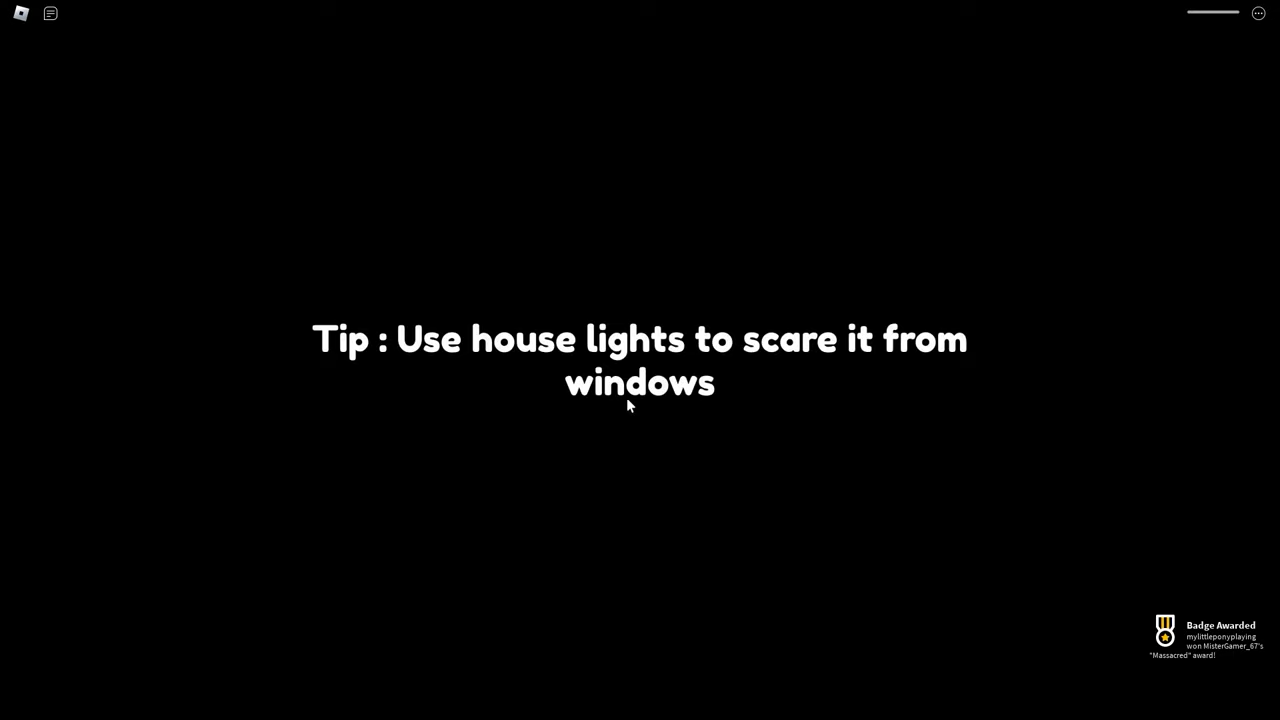 Tip : Use house lights to scare it from
windows
Badge Awarded
mylittleponyplaying
won MisterGamer_67's
"Massacred" award!